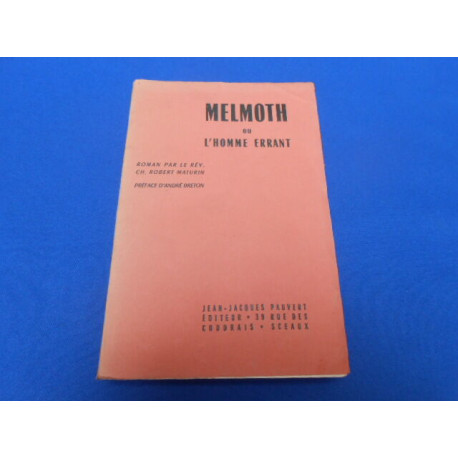 MELMOTH
OU
L'HOMME ERRANT
ROMAN PAR LE RÉV.
CH. ROBERT MATURIN
PRÉFACE D'ANDRÉ BRETON
JEAN-JACQUES PAUVERT
ÉDITEUR • 39 RUE DES
COUDRAIS • SCEAUX